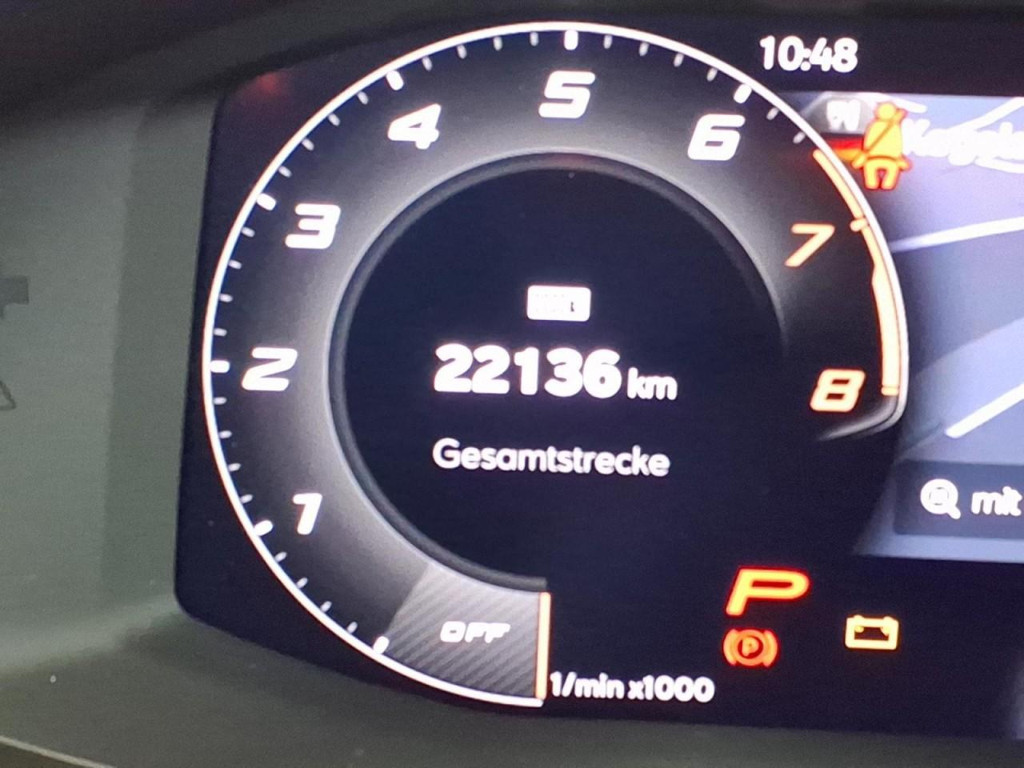 10:48
5
4
6
3
7
22136 km
2
8
Gesamtstrecke
mit
1
P
OFF
P
1/min x1000